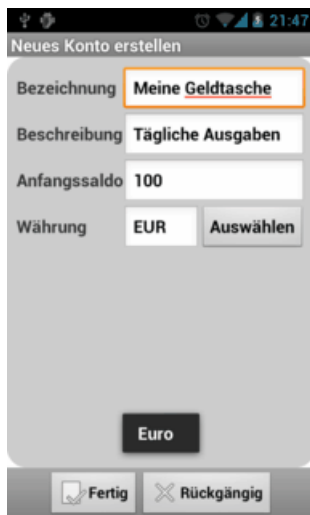 21:47
Neues Konto erstellen
Bezeichnung Meine Geldtasche
Beschreibung Tägliche Ausgaben
Anfangssaldo 100
Währung EUR Auswählen
Euro
Fertig Rückgängig